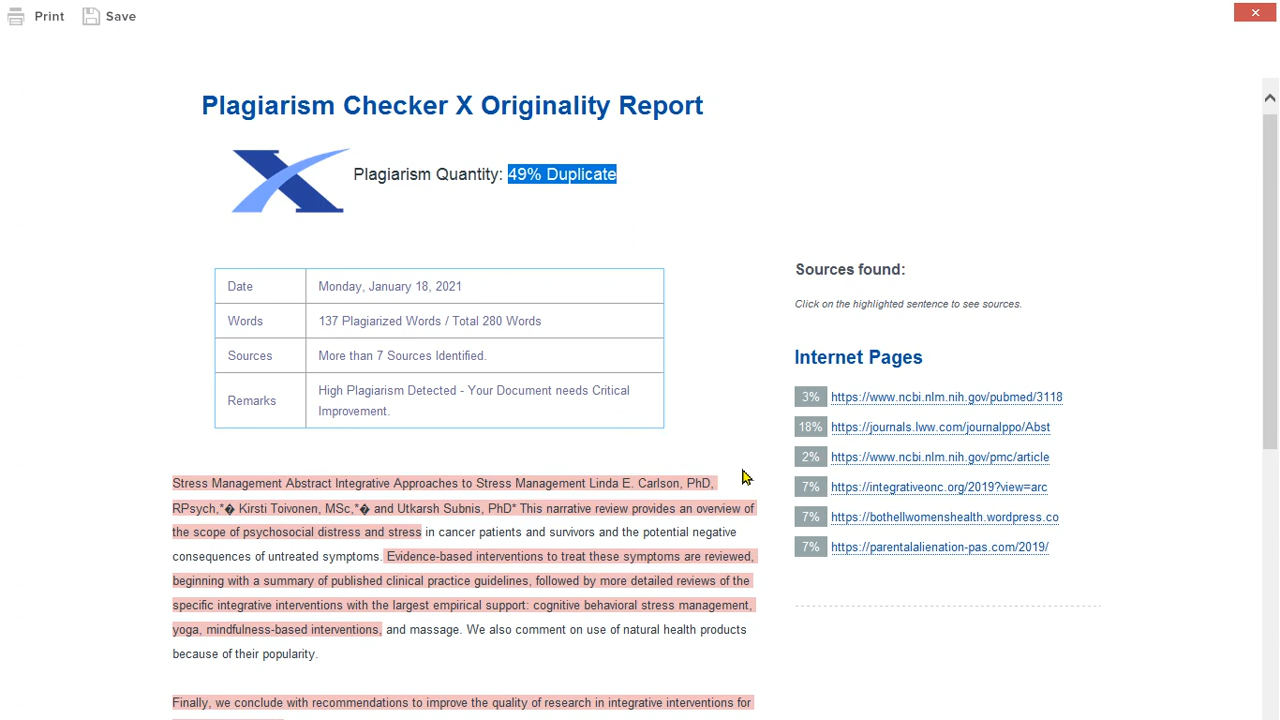 Print Save
Plagiarism Checker X Originality Report
Plagiarism Quantity: 49% Duplicate
Date Monday, January 18, 2021
Words 137 Plagiarized Words / Total 280 Words
Sources More than 7 Sources Identified.
Remarks High Plagiarism Detected - Your Document needs Critical
Improvement.
Stress Management Abstract Integrative Approaches to Stress Management Linda E. Carlson, PhD,
RPsych,*� Kirsti Toivonen, MSc,*� and Utkarsh Subnis, PhD* This narrative review provides an overview of
the scope of psychosocial distress and stress in cancer patients and survivors and the potential negative
consequences of untreated symptoms. Evidence-based interventions to treat these symptoms are reviewed,
beginning with a summary of published clinical practice guidelines, followed by more detailed reviews of the
specific integrative interventions with the largest empirical support: cognitive behavioral stress management,
yoga, mindfulness-based interventions, and massage. We also comment on use of natural health products
because of their popularity.
Finally, we conclude with recommendations to improve the quality of research in integrative interventions for
Sources found:
Click on the highlighted sentence to see sources.
Internet Pages
3% https://www.ncbi.nlm.nih.gov/pubmed/3118
18% https://journals.lww.com/journalppo/Abst
2% https://www.ncbi.nlm.nih.gov/pmc/article
7% https://integrativeonc.org/2019?view=arc
7% https://bothellwomenshealth.wordpress.co
7% https://parentalalienation-pas.com/2019/